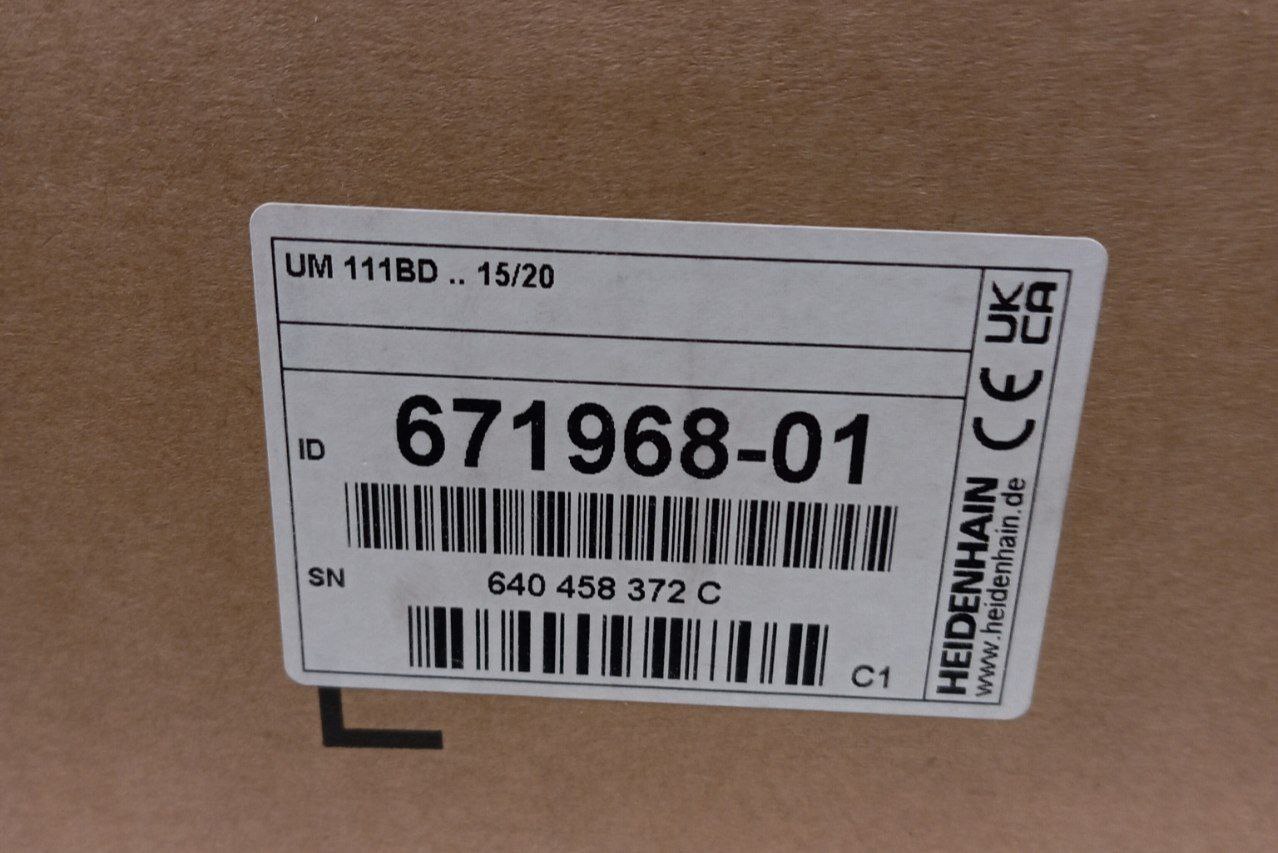 UM 111BD .. 15/20
ID 671968-01
SN 640 458 372 C
C1
HEIDENHAIN
www.heidenhain.de
CE
UK
CA